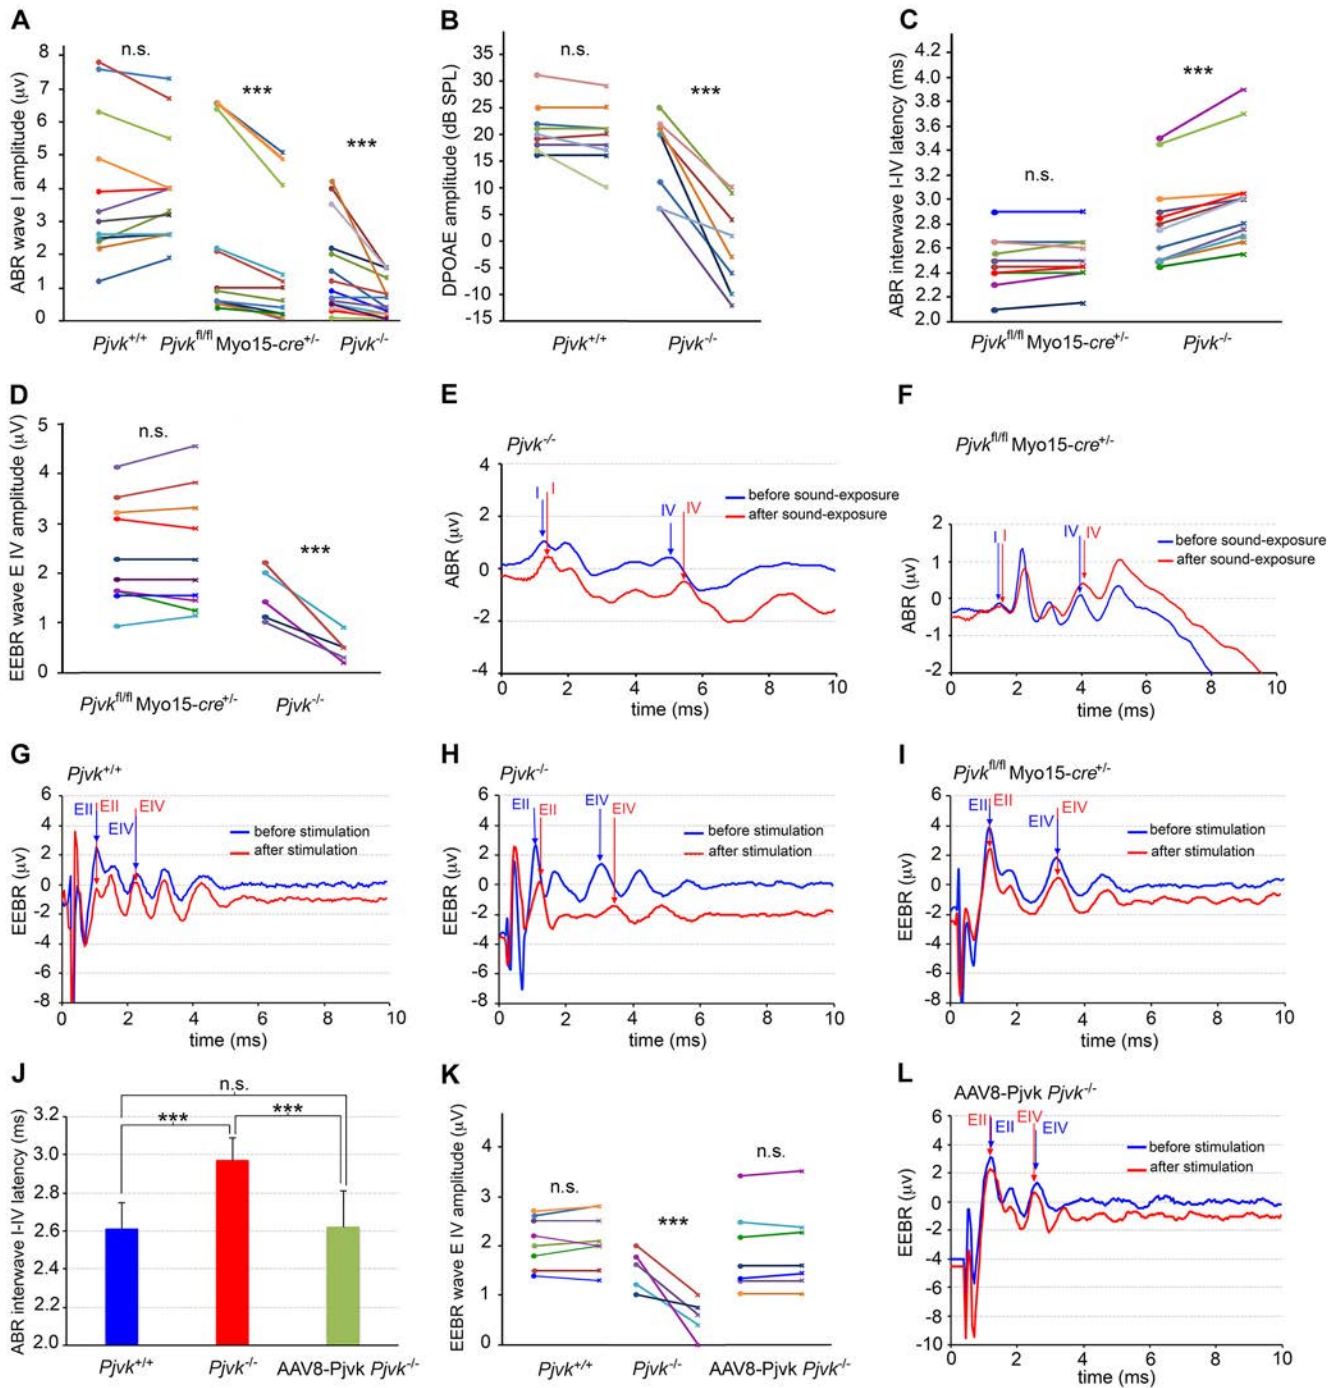 A
ABR wave I amplitude (μv)
8
7
6
5
4
3
2
1
0
n.s.
***
***
Pjvk+/+
Pjvkfl/fl Myo15-cre+/-
Pjvk-/-
B
DPOAE amplitude (dB SPL)
35
30
25
20
15
10
5
0
-5
-10
-15
n.s.
***
Pjvk+/+
Pjvk-/-
C
ABR interwave I-IV latency (ms)
4.2
4.0
3.8
3.6
3.4
3.2
3.0
2.8
2.6
2.4
2.2
2.0
n.s.
***
Pjvkfl/fl Myo15-cre+/-
Pjvk-/-
D
EEBR wave E IV amplitude (μV)
5
4
3
2
1
0
n.s.
***
Pjvkfl/fl Myo15-cre+/-
Pjvk-/-
E
Pjvk-/-
ABR (μv)
4
2
0
-2
-4
I
I
IV
IV
before sound-exposure
after sound-exposure
0
2
4
6
8
10
time (ms)
F
Pjvkfl/fl Myo15-cre+/-
ABR (μv)
2
1
0
-1
-2
I
I
IV
IV
before sound-exposure
after sound-exposure
0
2
4
6
8
10
time (ms)
G
Pjvk+/+
EEBR (μv)
6
4
2
0
-2
-4
-6
-8
EII
EII
EIV
EIV
before stimulation
after stimulation
0
2
4
6
8
10
time (ms)
H
Pjvk-/-
EEBR (μv)
6
4
2
0
-2
-4
-6
-8
EII
EII
EIV
EIV
before stimulation
after stimulation
0
2
4
6
8
10
time (ms)
I
Pjvkfl/fl Myo15-cre+/-
EEBR (μv)
6
4
2
0
-2
-4
-6
-8
EII
EII
EIV
EIV
before stimulation
after stimulation
0
2
4
6
8
10
time (ms)
J
ABR interwave I-IV latency (ms)
3.2
3.0
2.8
2.6
2.4
2.2
2.0
n.s.
***
***
Pjvk+/+
Pjvk-/-
AAV8-Pjvk Pjvk-/-
K
EEBR wave E IV amplitude (μV)
4
3
2
1
0
n.s.
***
n.s.
Pjvk+/+
Pjvk-/-
AAV8-Pjvk Pjvk-/-
L
AAV8-Pjvk Pjvk-/-
EEBR (μv)
6
4
2
0
-2
-4
-6
-8
-10
EII
EII
EIV
EIV
before stimulation
after stimulation
0
2
4
6
8
10
time (ms)